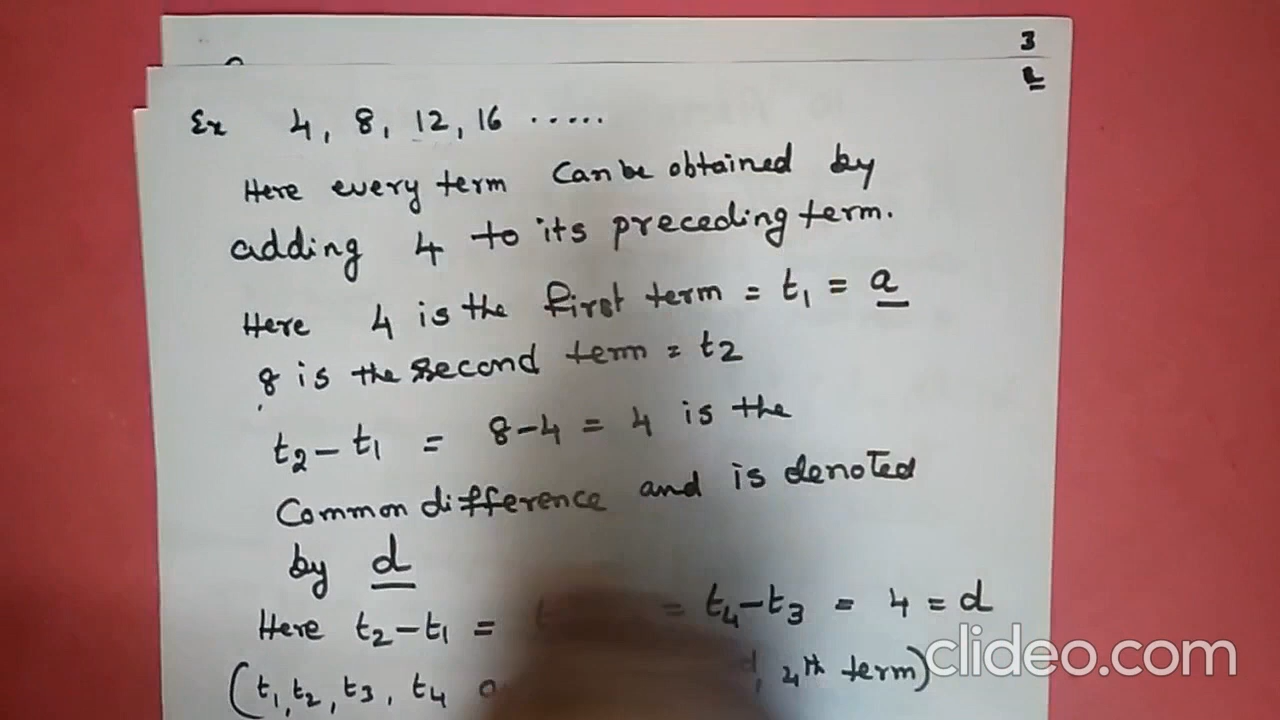 3
Ex 4, 8, 12, 16 .....
Here every term can be obtained by
adding 4 to its preceding term.
Here 4 is the first term = t1 = a
8 is the second term = t2
t2 - t1 = 8 - 4 = 4 is the
Common difference and is denoted
by d
Here t2 - t1 = = t4 - t3 = 4 = d
(t1, t2, t3, t4 4th term)
clideo.com